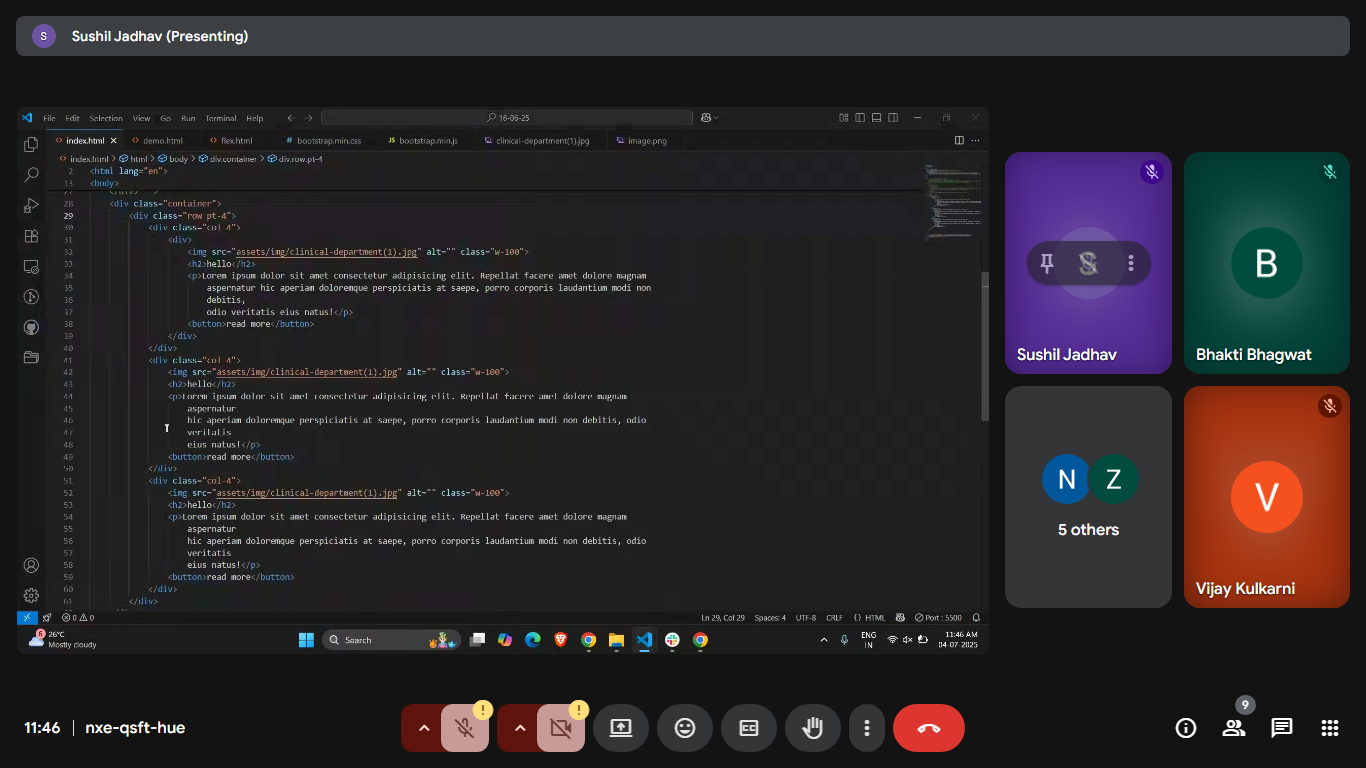 S Sushil Jadhav (Presenting)
File Edit Selection View Go Run Terminal Help 16-06-25
index.html demo.html flex.html # bootstrap.min.css JS bootstrap.min.js clinical-department(1).jpg image.png
index.html > html > body > div.container > div.row.pt-4
2 <html lang="en">
13 <body>
28 <div class="container">
29 <div class="row pt-4">
30 <div class="col-4">
31 <div>
32 <img src="assets/img/clinical-department(1).jpg" alt="" class="w-100">
33 <h2>hello</h2>
34 <p>Lorem ipsum dolor sit amet consectetur adipisicing elit. Repellat facere amet dolore magnam
35 aspernatur hic aperiam doloremque perspiciatis at saepe, porro corporis laudantium modi non
36 debitis,
37 odio veritatis eius natus!</p>
38 <button>read more</button>
39 </div>
40 </div>
41 <div class="col-4">
42 <img src="assets/img/clinical-department(1).jpg" alt="" class="w-100">
43 <h2>hello</h2>
44 <p>Lorem ipsum dolor sit amet consectetur adipisicing elit. Repellat facere amet dolore magnam
45 aspernatur
46 hic aperiam doloremque perspiciatis at saepe, porro corporis laudantium modi non debitis, odio
47 veritatis
48 eius natus!</p>
49 <button>read more</button>
50 </div>
51 <div class="col-4">
52 <img src="assets/img/clinical-department(1).jpg" alt="" class="w-100">
53 <h2>hello</h2>
54 <p>Lorem ipsum dolor sit amet consectetur adipisicing elit. Repellat facere amet dolore magnam
55 aspernatur
56 hic aperiam doloremque perspiciatis at saepe, porro corporis laudantium modi non debitis, odio
57 veritatis
58 eius natus!</p>
59 <button>read more</button>
60 </div>
61 </div>
0 0 Ln 29, Col 29 Spaces: 4 UTF-8 CRLF {} HTML Port : 5500
6 26°C
Mostly cloudy
Search
ENG
IN
11:46 AM
04-07-2025
S
Sushil Jadhav
B
Bhakti Bhagwat
N Z
5 others
V
Vijay Kulkarni
11:46 | nxe-qsft-hue
! !
CC
9